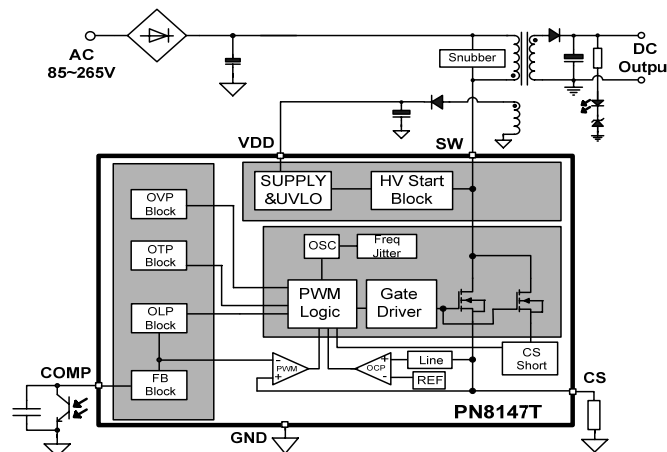 AC
85~265V
Snubber
DC
Outpu
VDD
SW
SUPPLY
&UVLO
HV Start
Block
OVP
Block
OTP
Block
OLP
Block
FB
Block
OSC
Freq
Jitter
PWM
Logic
Gate
Driver
CS
Short
-
+
PWM
+
-
OCP
Line
REF
COMP
CS
PN8147T
GND